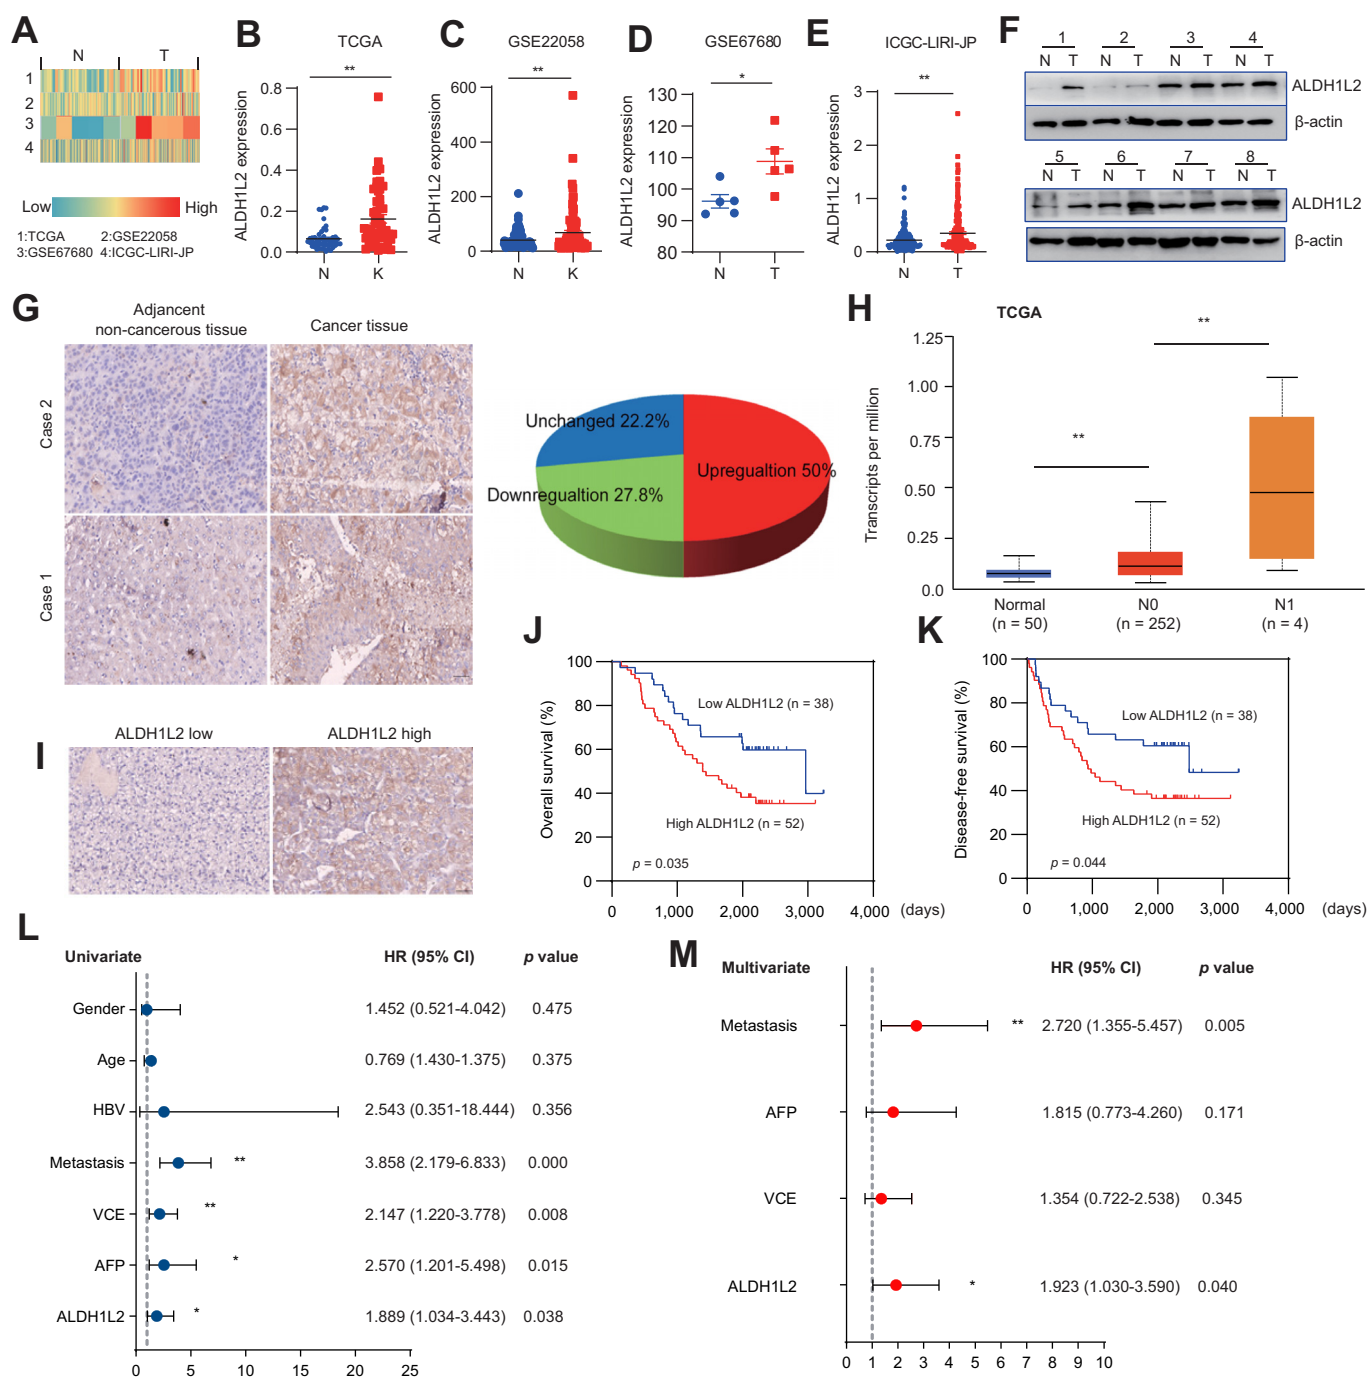 A
N T
1
2
3
4
Low High
1:TCGA 2:GSE22058
3:GSE67680 4:ICGC-LIRI-JP
B
TCGA
**
ALDH1L2 expression
0.8
0.6
0.4
0.2
0.0
N K
C
GSE22058
**
ALDH1L2 expression
600
400
200
0
N K
D
GSE67680
*
ALDH1L2 expression
130
120
110
100
90
80
N T
E
ICGC-LIRI-JP
**
ALDH1L2 expression
3
2
1
0
N T
F
1 2 3 4
N T N T N T N T
ALDH1L2
β-actin
5 6 7 8
N T N T N T N T
ALDH1L2
β-actin
G
Adjancent
non-cancerous tissue
Cancer tissue
Case 2
Case 1
Unchanged 22.2%
Upregualtion 50%
Downregualtion 27.8%
H
TCGA
**
**
Transcripts per million
1.25
1.00
0.75
0.50
0.25
0.0
Normal N0 N1
(n = 50) (n = 252) (n = 4)
I
ALDH1L2 low ALDH1L2 high
J
Overall survival (%)
100
80
60
40
20
0
Low ALDH1L2 (n = 38)
High ALDH1L2 (n = 52)
p = 0.035
0 1,000 2,000 3,000 4,000 (days)
K
Disease-free survival (%)
100
80
60
40
20
0
Low ALDH1L2 (n = 38)
High ALDH1L2 (n = 52)
p = 0.044
0 1,000 2,000 3,000 4,000 (days)
L
Univariate HR (95% CI) p value
Gender 1.452 (0.521-4.042) 0.475
Age 0.769 (1.430-1.375) 0.375
HBV 2.543 (0.351-18.444) 0.356
Metastasis ** 3.858 (2.179-6.833) 0.000
VCE ** 2.147 (1.220-3.778) 0.008
AFP * 2.570 (1.201-5.498) 0.015
ALDH1L2 * 1.889 (1.034-3.443) 0.038
0 5 10 15 20 25
M
Multivariate HR (95% CI) p value
Metastasis ** 2.720 (1.355-5.457) 0.005
AFP 1.815 (0.773-4.260) 0.171
VCE 1.354 (0.722-2.538) 0.345
ALDH1L2 * 1.923 (1.030-3.590) 0.040
0 1 2 3 4 5 6 7 8 9 10